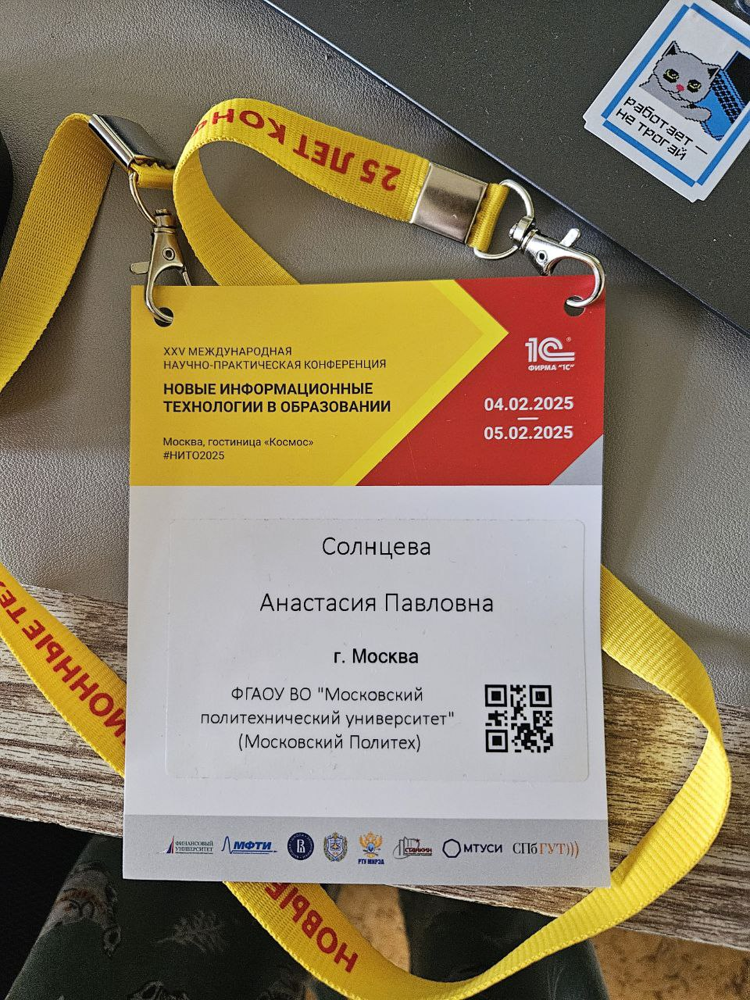 25 ЛЕТ КОН
работает —
не трогай
XXV МЕЖДУНАРОДНАЯ
НАУЧНО-ПРАКТИЧЕСКАЯ КОНФЕРЕНЦИЯ
НОВЫЕ ИНФОРМАЦИОННЫЕ
ТЕХНОЛОГИИ В ОБРАЗОВАНИИ
Москва, гостиница «Космос»
#НИТО2025
1С®
ФИРМА "1С"
04.02.2025
—
05.02.2025
Солнцева
Анастасия Павловна
г. Москва
ФГАОУ ВО "Московский
политехнический университет"
(Московский Политех)
ФИНАНСОВЫЙ
УНИВЕРСИТЕТ
МФТИ
РТУ МИРЭА
СТАНКИН
МТУСИ
СПбГУТ)))
ИОННЫЕ ТЕ
НОВЫЕ